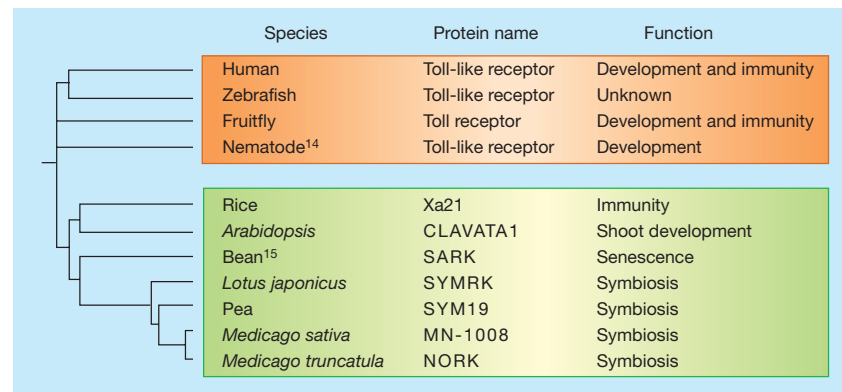 Species Protein name Function
Human Toll-like receptor Development and immunity
Zebrafish Toll-like receptor Unknown
Fruitfly Toll receptor Development and immunity
Nematode¹⁴ Toll-like receptor Development
Rice Xa21 Immunity
Arabidopsis CLAVATA1 Shoot development
Bean¹⁵ SARK Senescence
Lotus japonicus SYMRK Symbiosis
Pea SYM19 Symbiosis
Medicago sativa MN-1008 Symbiosis
Medicago truncatula NORK Symbiosis